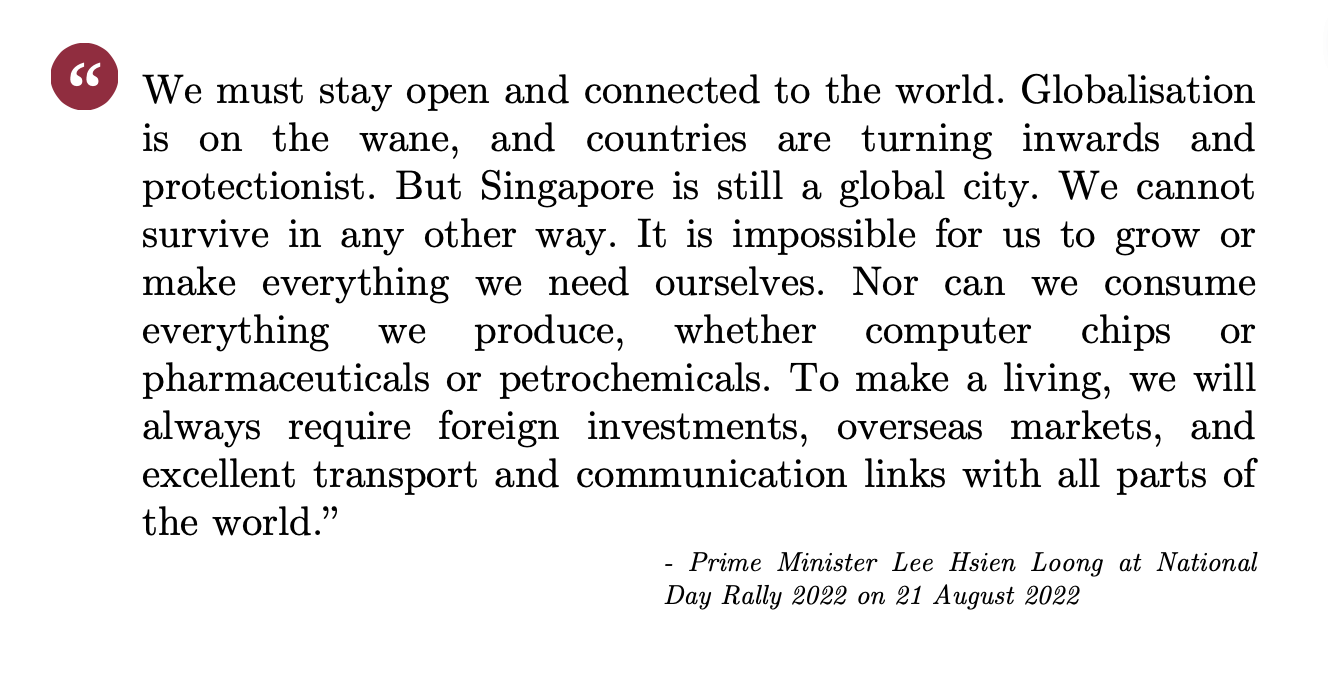 “
We must stay open and connected to the world. Globalisation
is on the wane, and countries are turning inwards and
protectionist. But Singapore is still a global city. We cannot
survive in any other way. It is impossible for us to grow or
make everything we need ourselves. Nor can we consume
everything we produce, whether computer chips or
pharmaceuticals or petrochemicals. To make a living, we will
always require foreign investments, overseas markets, and
excellent transport and communication links with all parts of
the world.”
- Prime Minister Lee Hsien Loong at National
Day Rally 2022 on 21 August 2022